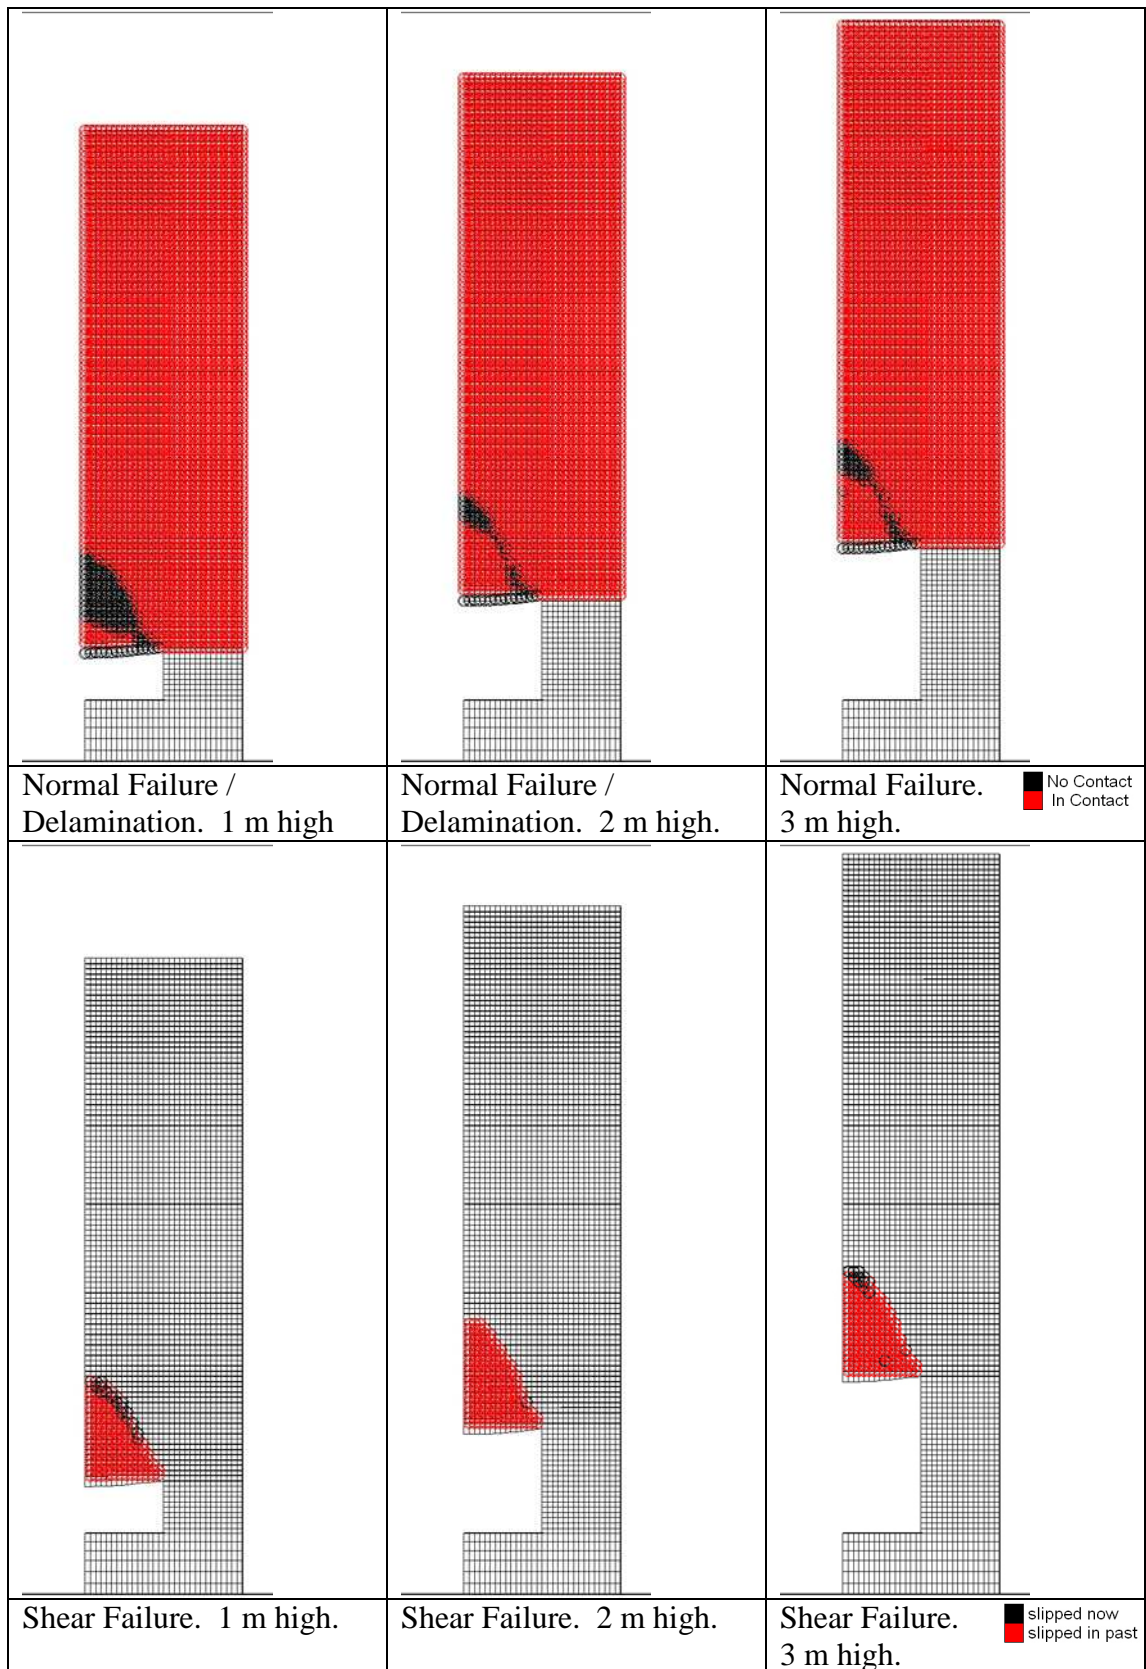 Normal Failure /
Delamination.  1 m high
Normal Failure /
Delamination.  2 m high.
Normal Failure.
3 m high.
No Contact
In Contact
Shear Failure.  1 m high.
Shear Failure.  2 m high.
Shear Failure.
3 m high.
slipped now
slipped in past